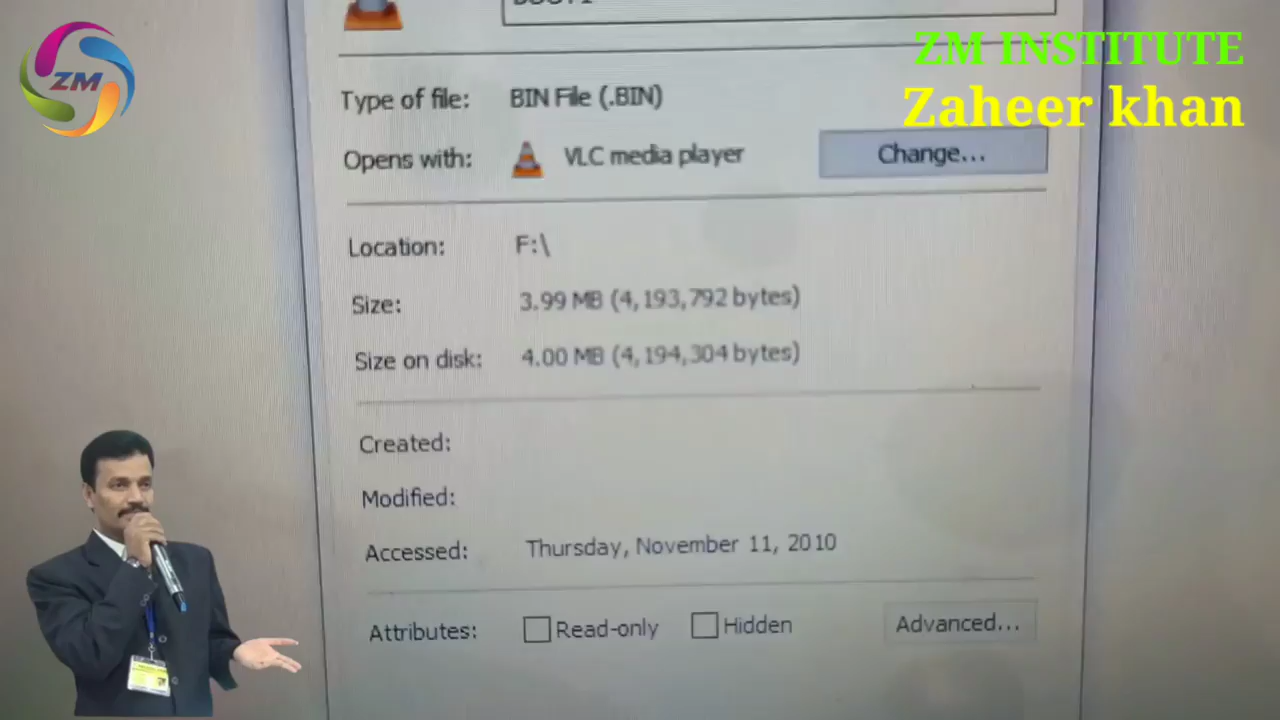 ZM INSTITUTE
Zaheer khan
ZM
Type of file: BIN File (.BIN)
Opens with: VLC media player Change...
Location: F:\
Size: 3.99 MB (4,193,792 bytes)
Size on disk: 4.00 MB (4,194,304 bytes)
Created:
Modified:
Accessed: Thursday, November 11, 2010
Attributes: Read-only Hidden Advanced...